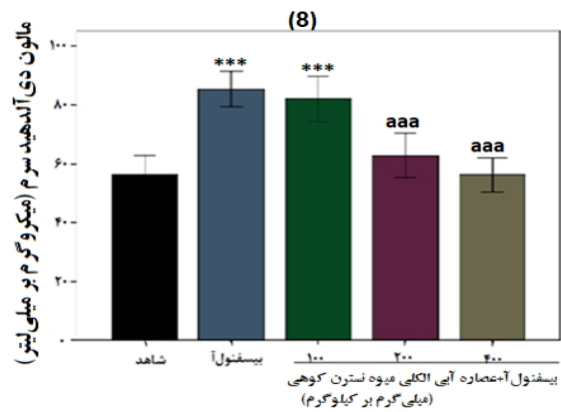 (8)
مالون دی‌آلدهید سرم (میکروگرم بر میلی‌لیتر)
۱۰۰
۸۰
۶۰
۴۰
۲۰
۰
***
***
aaa
aaa
شاهد
بیسفنول‌آ
۱۰۰
۲۰۰
۴۰۰
بیسفنول‌آ+عصاره آبی الکلی میوه نسترن کوهی
(میلی‌گرم بر کیلوگرم)